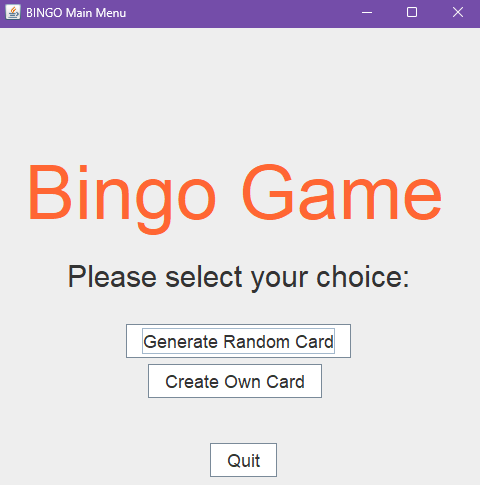 BINGO Main Menu
Bingo Game
Please select your choice:
Generate Random Card
Create Own Card
Quit